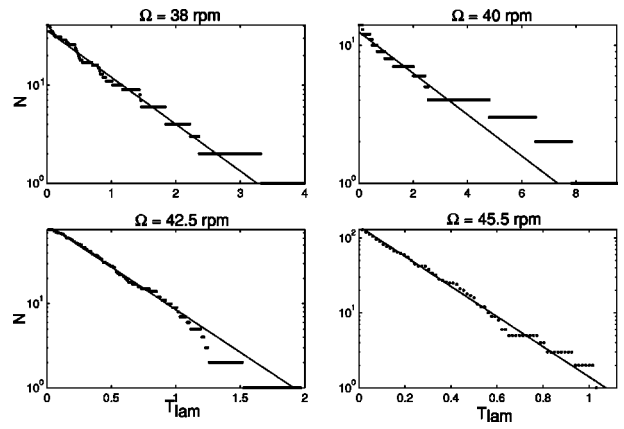 Ω = 38 rpm
Ω = 40 rpm
N
10¹
10⁰
0 1 2 3 4
10¹
10⁰
0 2 4 6 8
Ω = 42.5 rpm
Ω = 45.5 rpm
N
10¹
10⁰
0 0.5 1 1.5 2
T_lam
10²
10¹
10⁰
0 0.2 0.4 0.6 0.8 1
T_lam